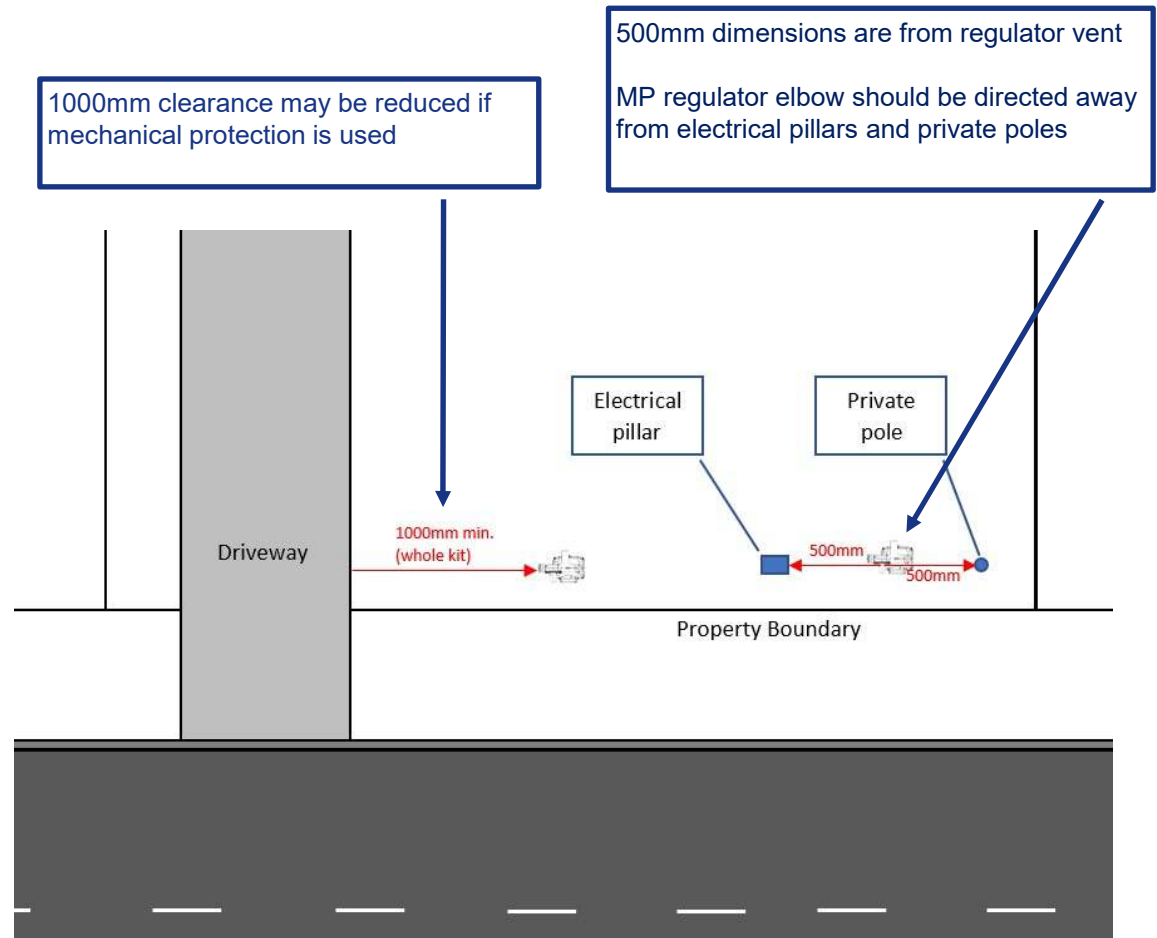 500mm dimensions are from regulator vent
MP regulator elbow should be directed away
from electrical pillars and private poles
1000mm clearance may be reduced if
mechanical protection is used
Electrical
pillar
Private
pole
1000mm min.
(whole kit)
Driveway
500mm
500mm
Property Boundary